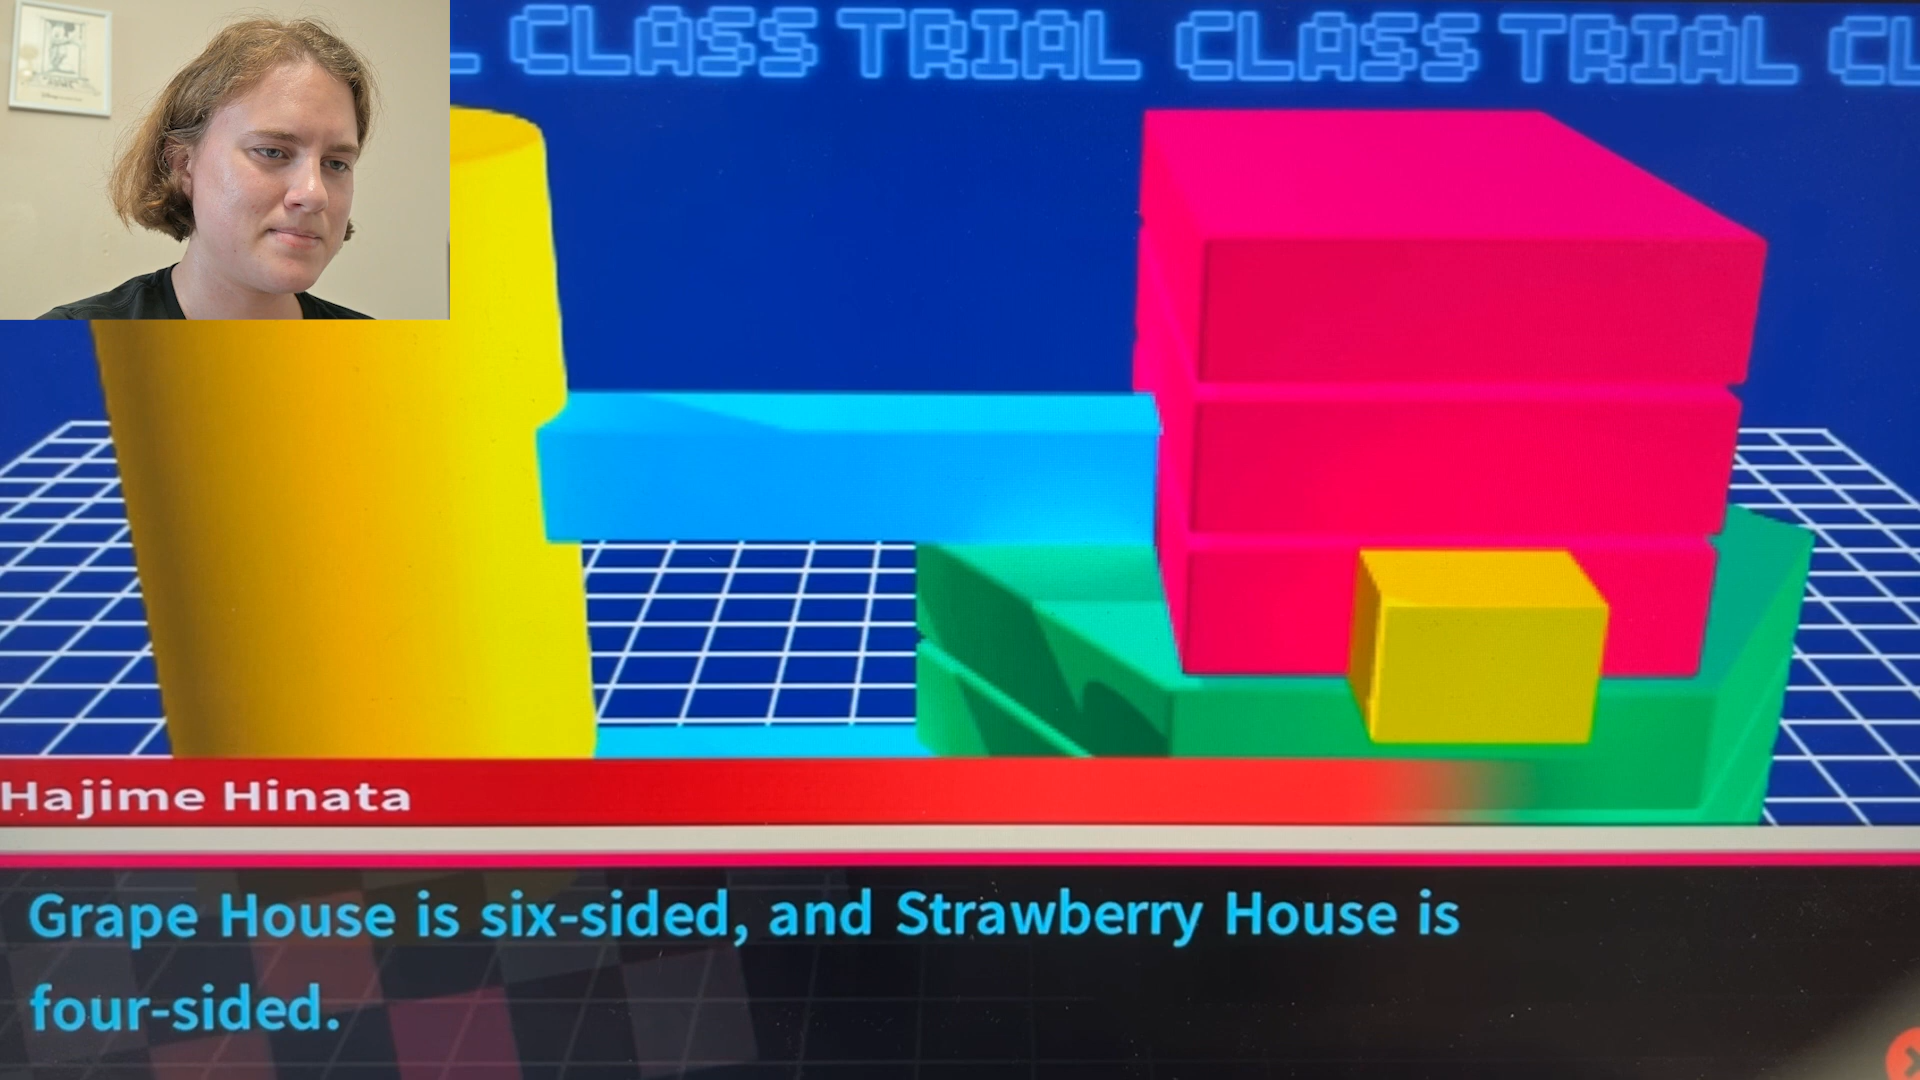 CLASS TRIAL CLASS TRIAL
Hajime Hinata
Grape House is six-sided, and Strawberry House is
four-sided.